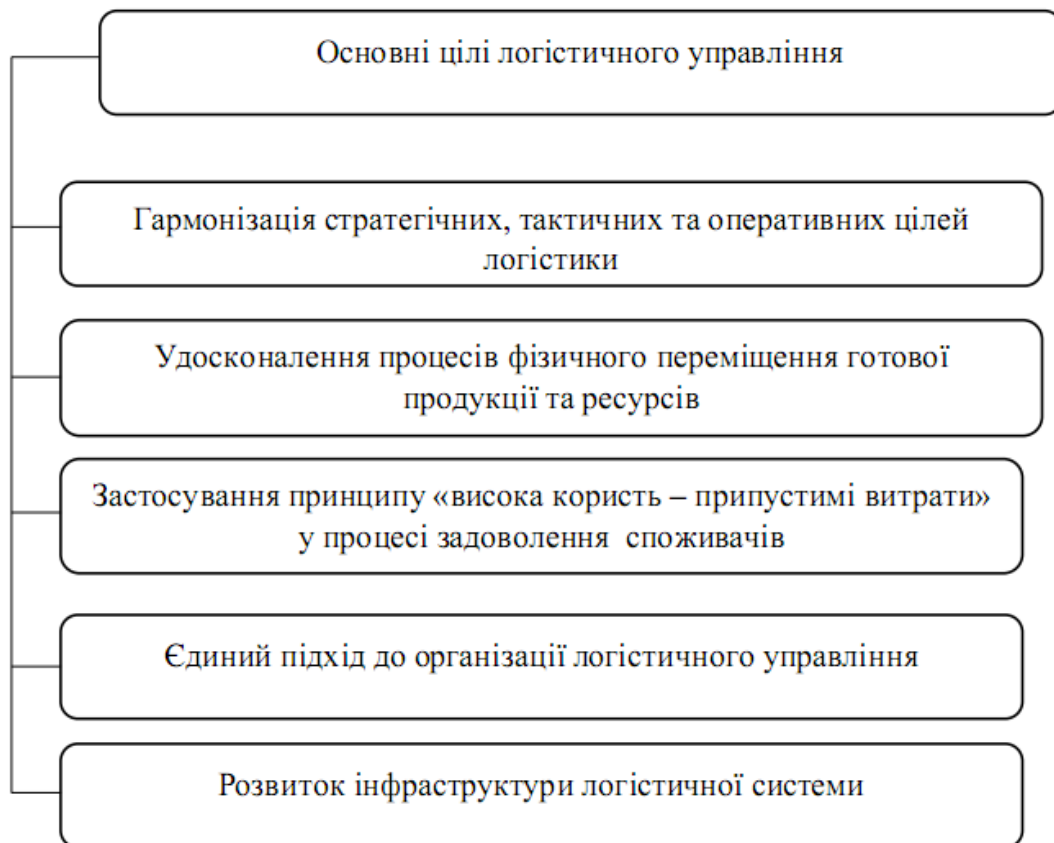 Основні цілі логістичного управління
Гармонізація стратегічних, тактичних та оперативних цілей
логістики
Удосконалення процесів фізичного переміщення готової
продукції та ресурсів
Застосування принципу «висока користь – припустимі витрати»
у процесі задоволення споживачів
Єдиний підхід до організації логістичного управління
Розвиток інфраструктури логістичної системи